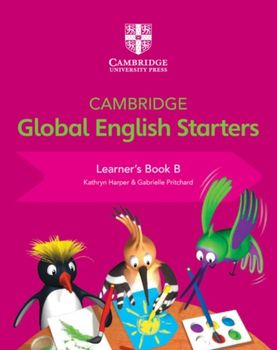 CAMBRIDGE
UNIVERSITY PRESS
CAMBRIDGE
Global English Starters
Learner's Book B
Kathryn Harper & Gabrielle Pritchard